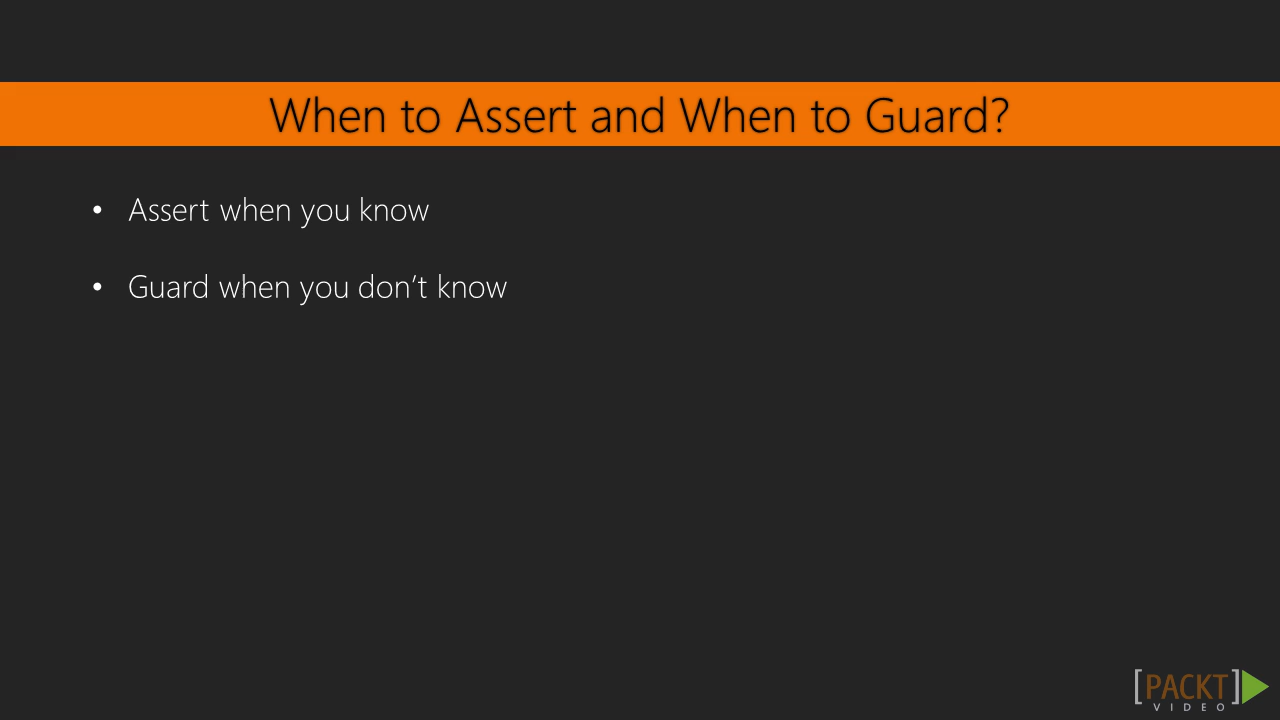 When to Assert and When to Guard?
• Assert when you know
• Guard when you don’t know
[PACKT]
VIDEO